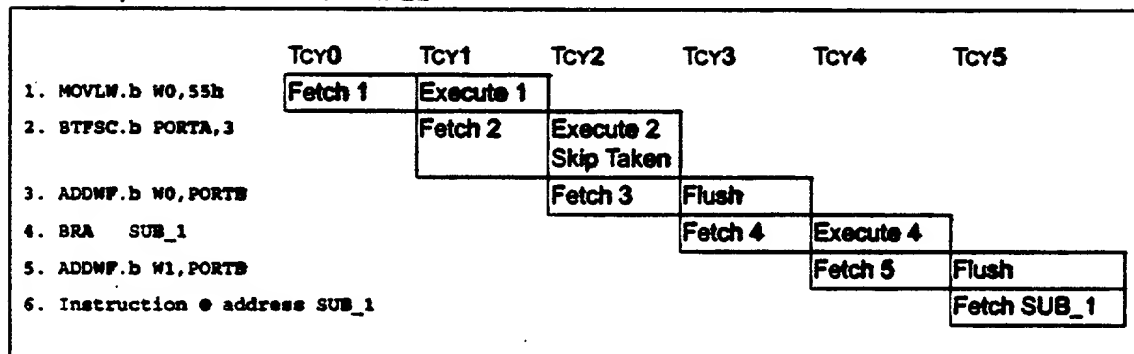 TCY0 TCY1 TCY2 TCY3 TCY4 TCY5
1. MOVLW.b W0,55h Fetch 1 Execute 1
2. BTFSC.b PORTA,3 Fetch 2 Execute 2
Skip Taken
3. ADDWF.b W0,PORTB Fetch 3 Flush
4. BRA SUB_1 Fetch 4 Execute 4
5. ADDWF.b W1,PORTB Fetch 5 Flush
6. Instruction @ address SUB_1 Fetch SUB_1